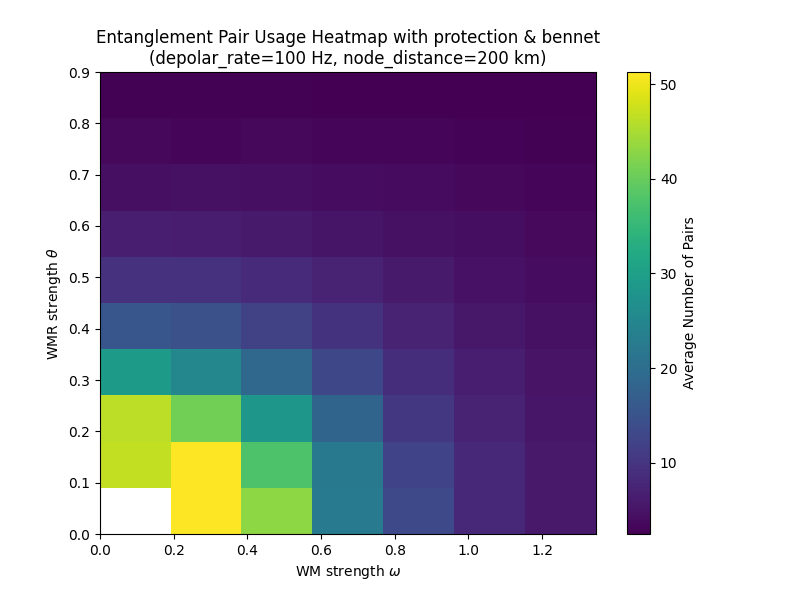 Entanglement Pair Usage Heatmap with protection & bennet
(depolar_rate=100 Hz, node_distance=200 km)
0.9
0.8
0.7
0.6
0.5
0.4
0.3
0.2
0.1
0.0
WMR strength θ
0.0 0.2 0.4 0.6 0.8 1.0 1.2
WM strength ω
50
40
30
20
10
Average Number of Pairs